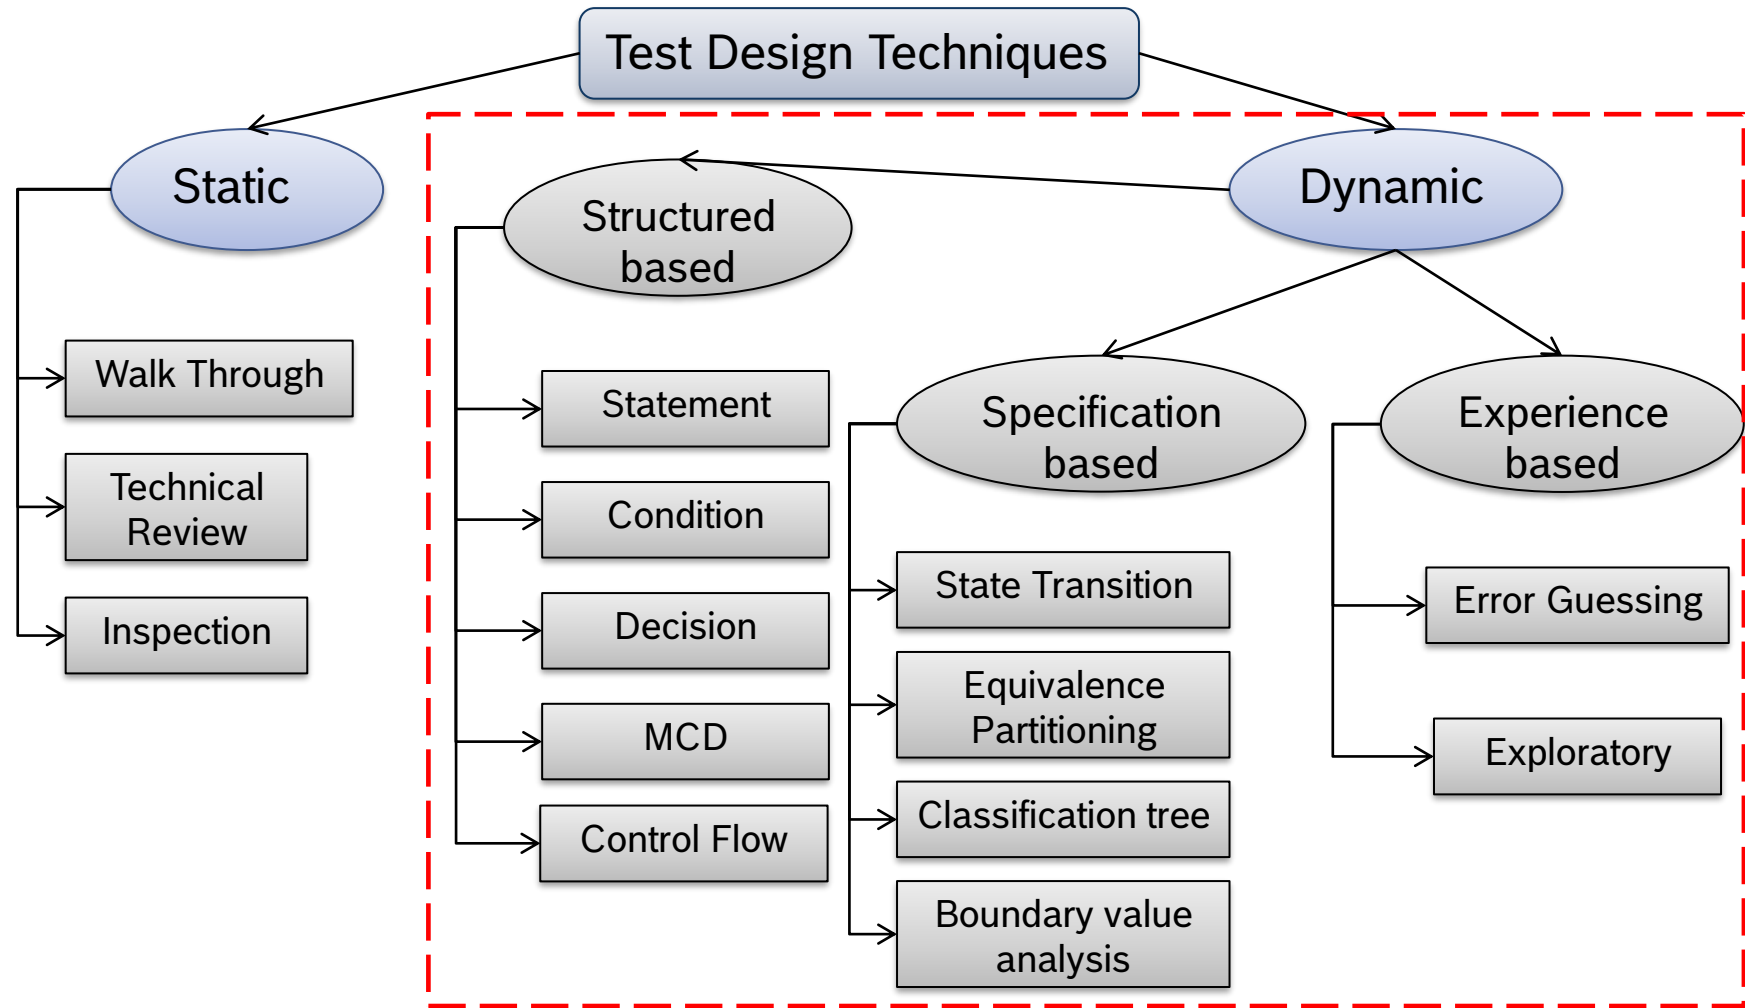 Test Design Techniques
Static
Walk Through
Technical
Review
Inspection
Dynamic
Structured
based
Statement
Condition
Decision
MCD
Control Flow
Specification
based
State Transition
Equivalence
Partitioning
Classification tree
Boundary value
analysis
Experience
based
Error Guessing
Exploratory